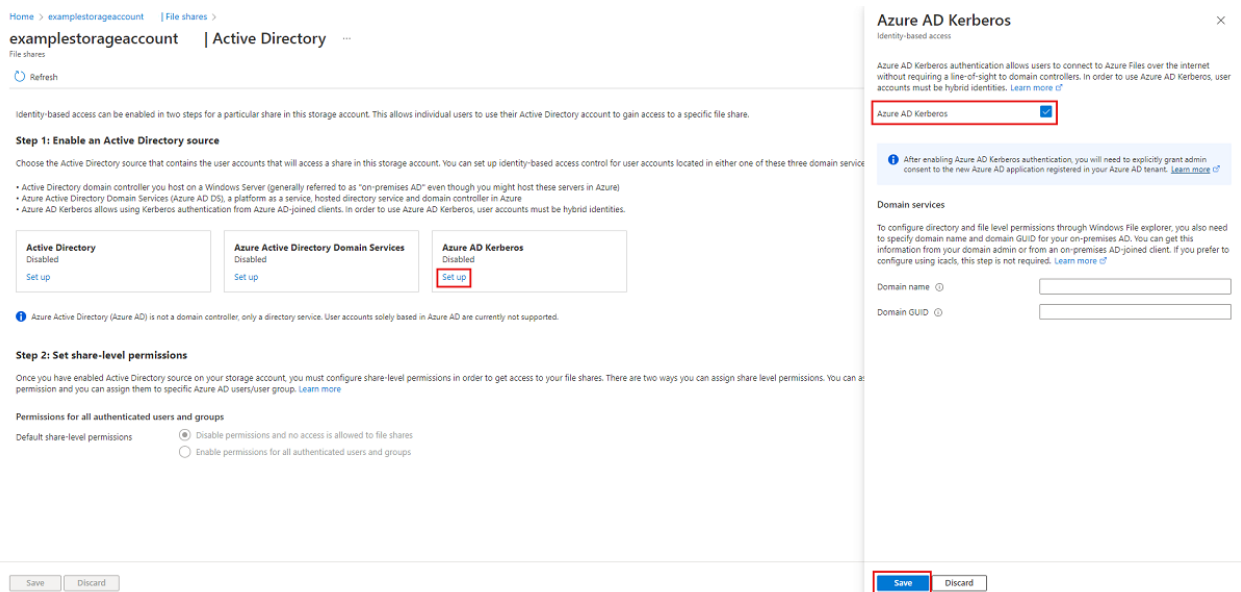 Home > examplestorageaccount | File shares >
examplestorageaccount | Active Directory ...
File shares
Refresh
Identity-based access can be enabled in two steps for a particular share in this storage account. This allows individual users to use their Active Directory account to gain access to a specific file share.
Step 1: Enable an Active Directory source
Choose the Active Directory source that contains the user accounts that will access a share in this storage account. You can set up identity-based access control for user accounts located in either one of these three domain service
• Active Directory domain controller you host on a Windows Server (generally referred to as "on-premises AD" even though you might host these servers in Azure)
• Azure Active Directory Domain Services (Azure AD DS), a platform as a service, hosted directory service and domain controller in Azure
• Azure AD Kerberos allows using Kerberos authentication from Azure AD-joined clients. In order to use Azure AD Kerberos, user accounts must be hybrid identities.
Active Directory
Disabled
Set up
Azure Active Directory Domain Services
Disabled
Set up
Azure AD Kerberos
Disabled
Set up
Azure Active Directory (Azure AD) is not a domain controller, only a directory service. User accounts solely based in Azure AD are currently not supported.
Step 2: Set share-level permissions
Once you have enabled Active Directory source on your storage account, you must configure share-level permissions in order to get access to your file shares. There are two ways you can assign share level permissions. You can as
permission and you can assign them to specific Azure AD users/user group. Learn more
Permissions for all authenticated users and groups
Default share-level permissions
Disable permissions and no access is allowed to file shares
Enable permissions for all authenticated users and groups
Save
Discard
Azure AD Kerberos
Identity-based access
Azure AD Kerberos authentication allows users to connect to Azure Files over the internet
without requiring a line-of-sight to domain controllers. In order to use Azure AD Kerberos, user
accounts must be hybrid identities. Learn more
Azure AD Kerberos
After enabling Azure AD Kerberos authentication, you will need to explicitly grant admin
consent to the new Azure AD application registered in your Azure AD tenant. Learn more
Domain services
To configure directory and file level permissions through Windows File explorer, you also need
to specify domain name and domain GUID for your on-premises AD. You can get this
information from your domain admin or from an on-premises AD-joined client. If you prefer to
configure using icacls, this step is not required. Learn more
Domain name
Domain GUID
Save
Discard